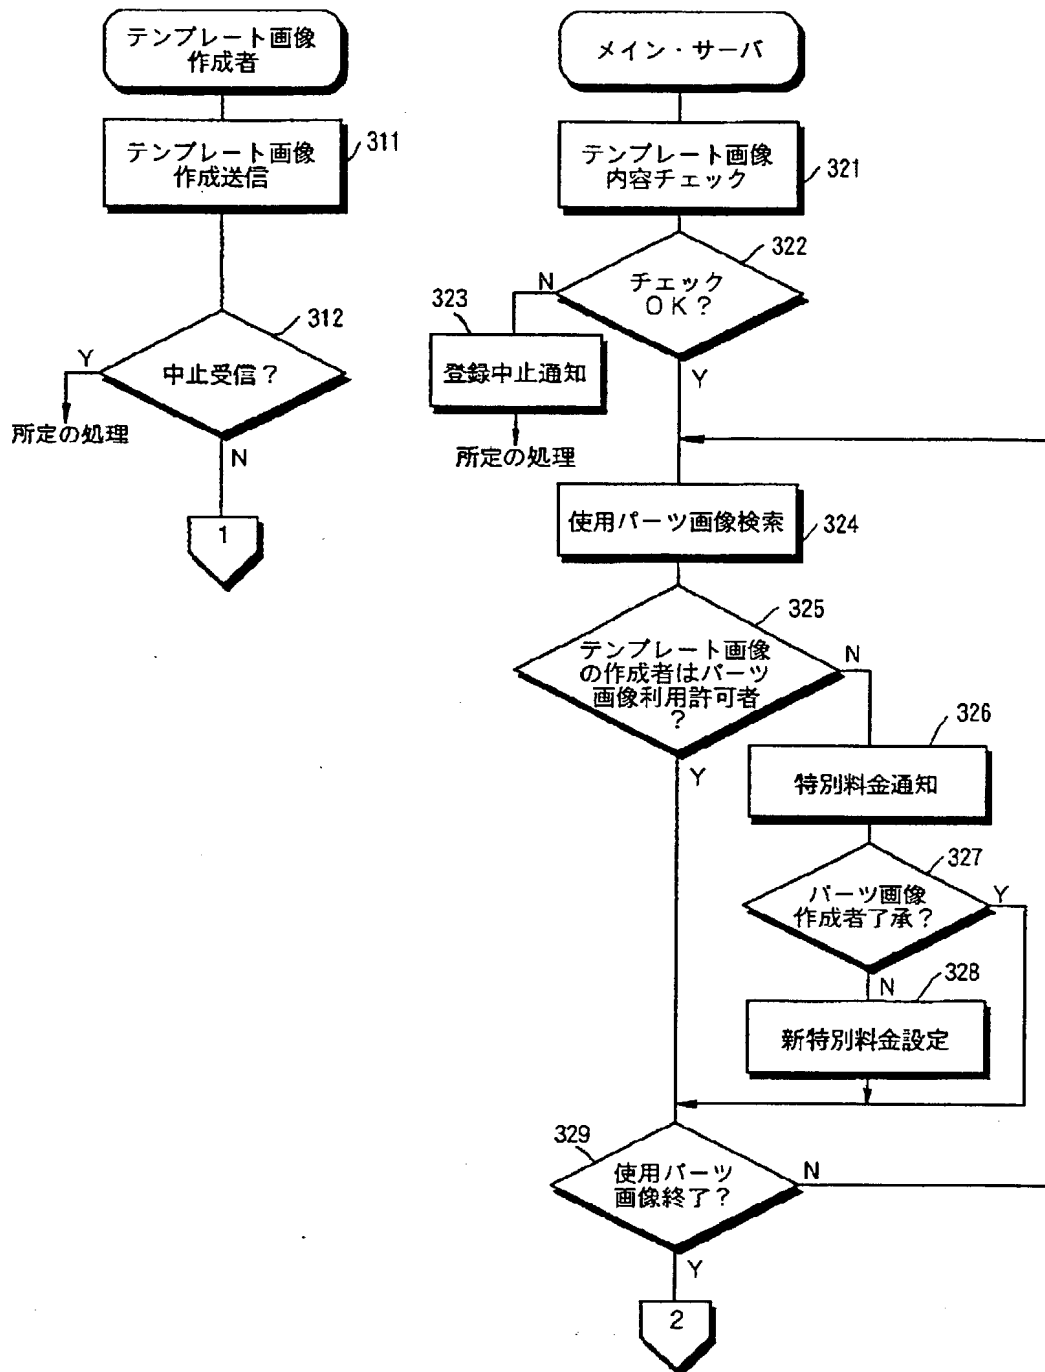 テンプレート画像
作成者
テンプレート画像
作成送信
311
312
中止受信?
Y
所定の処理
N
1
メイン・サーバ
テンプレート画像
内容チェック
321
322
チェック
OK?
N
323
登録中止通知
所定の処理
Y
使用パーツ画像検索
324
325
テンプレート画像
の作成者はパーツ
画像利用許可者
?
N
Y
326
特別料金通知
327
パーツ画像
作成者了承?
Y
N
328
新特別料金設定
329
使用パーツ
画像終了?
N
Y
2